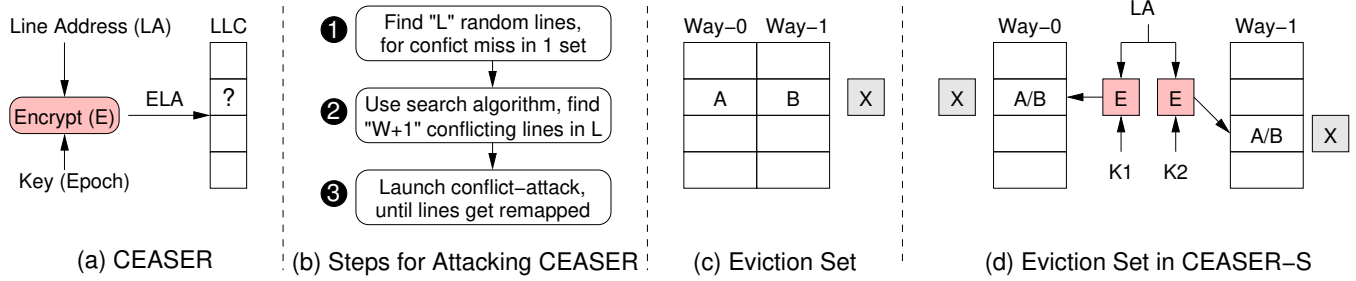 Line Address (LA)
LLC
?
ELA
Encrypt (E)
Key (Epoch)
(a) CEASER
1
Find "L" random lines,
for confict miss in 1 set
2
Use search algorithm, find
"W+1" conflicting lines in L
3
Launch conflict−attack,
until lines get remapped
(b) Steps for Attacking CEASER
Way−0 Way−1
A B X
(c) Eviction Set
LA
Way−0 Way−1
X A/B E E
A/B X
K1 K2
(d) Eviction Set in CEASER−S